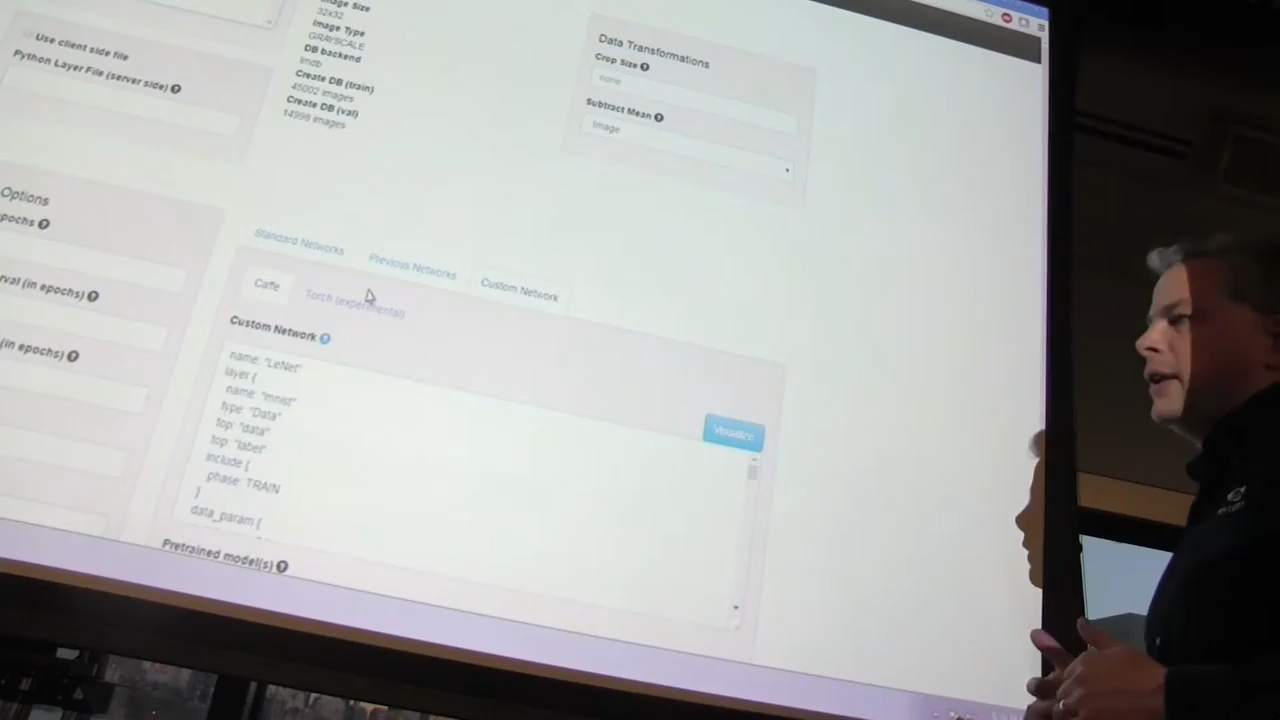 Image Size
32x32
Image Type
GRAYSCALE
DB backend
lmdb
Create DB (train)
45002 images
Create DB (val)
14998 images
Use client side file
Python Layer File (server side)
Data Transformations
Crop Size
none
Subtract Mean
Image
Options
epochs
(in epochs)
(in epochs)
Standard Networks
Previous Networks
Custom Network
Caffe
Torch (experimental)
Custom Network
Visualize
name: "LeNet"
layer {
name: "mnist"
type: "Data"
top: "data"
top: "label"
include {
phase: TRAIN
}
data_param {
Pretrained model(s)